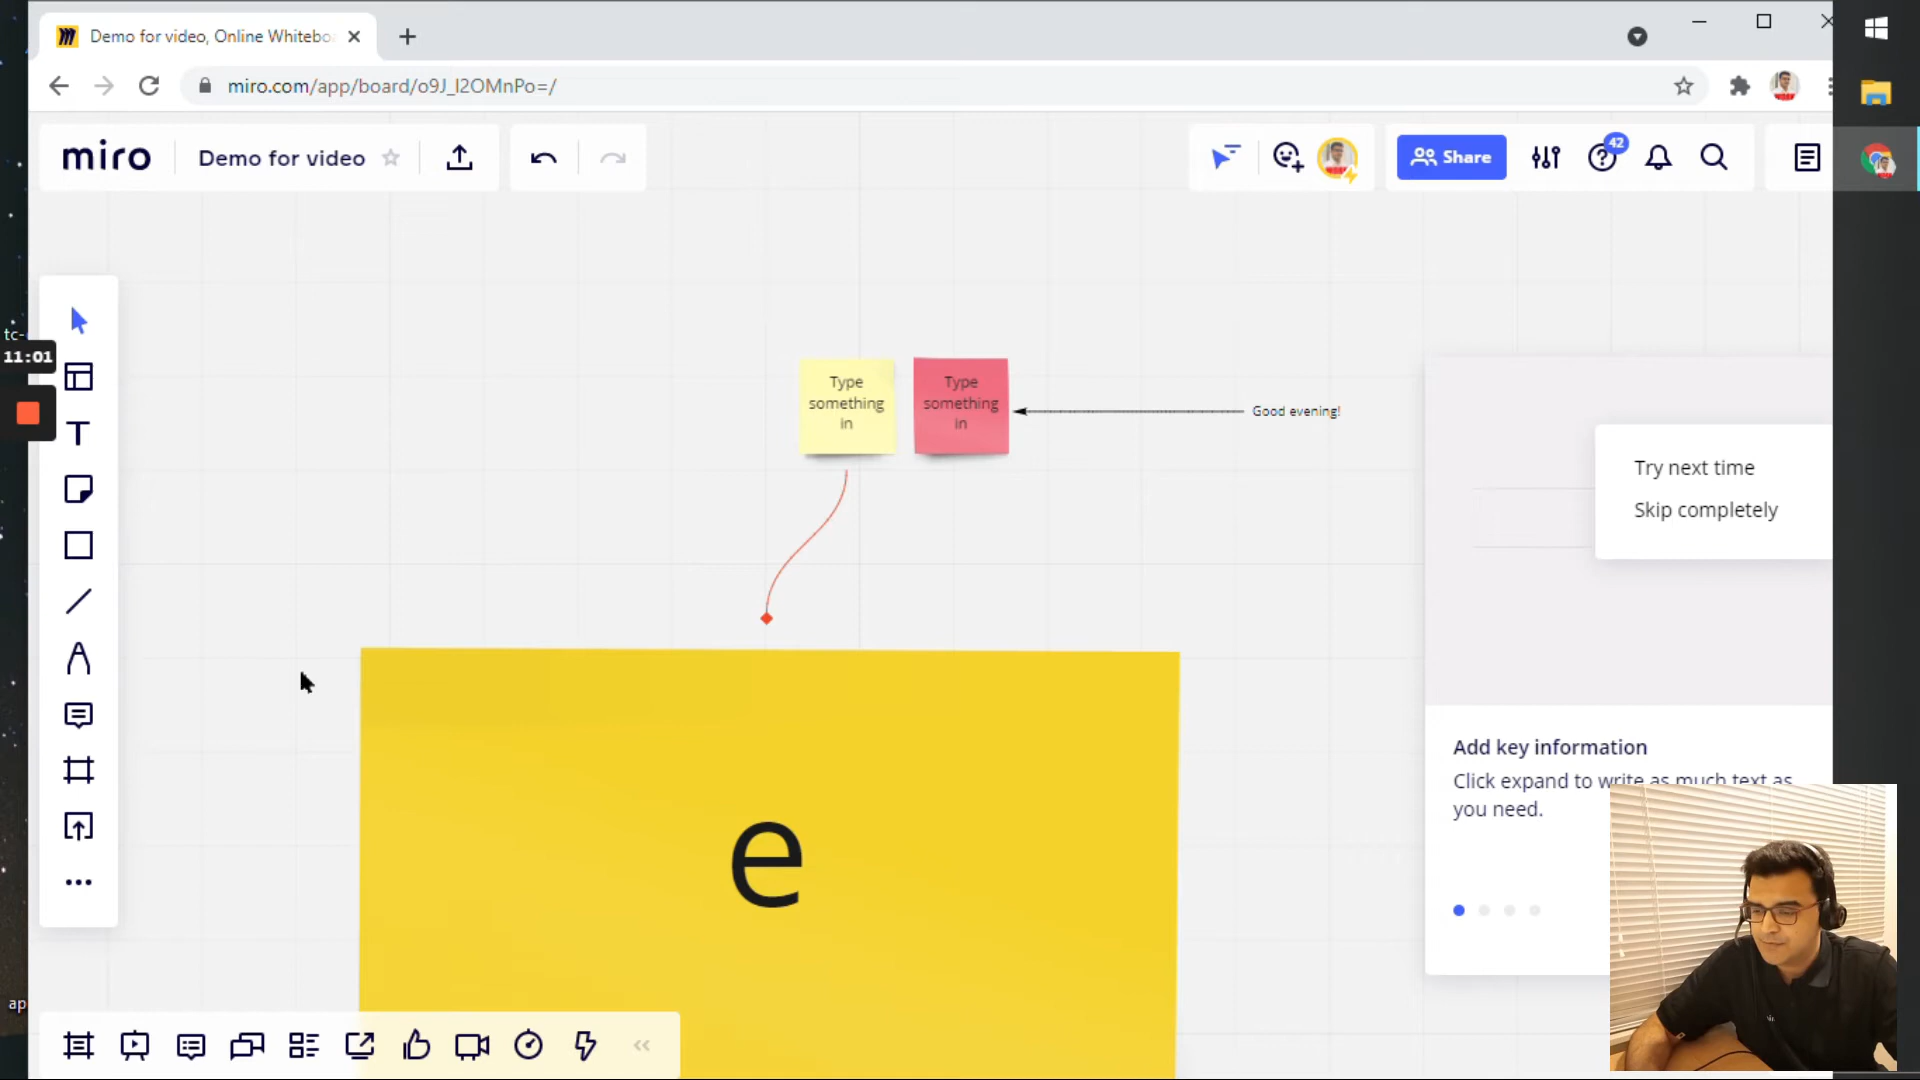 Demo for video, Online Whitebo
miro.com/app/board/o9J_l2OMnPo=/
miro
Demo for video
Share
42
tc-
11:01
Type
something
in
Type
something
in
Good evening!
Try next time
Skip completely
T
e
Add key information
Click expand to write as much text as
you need.
ap